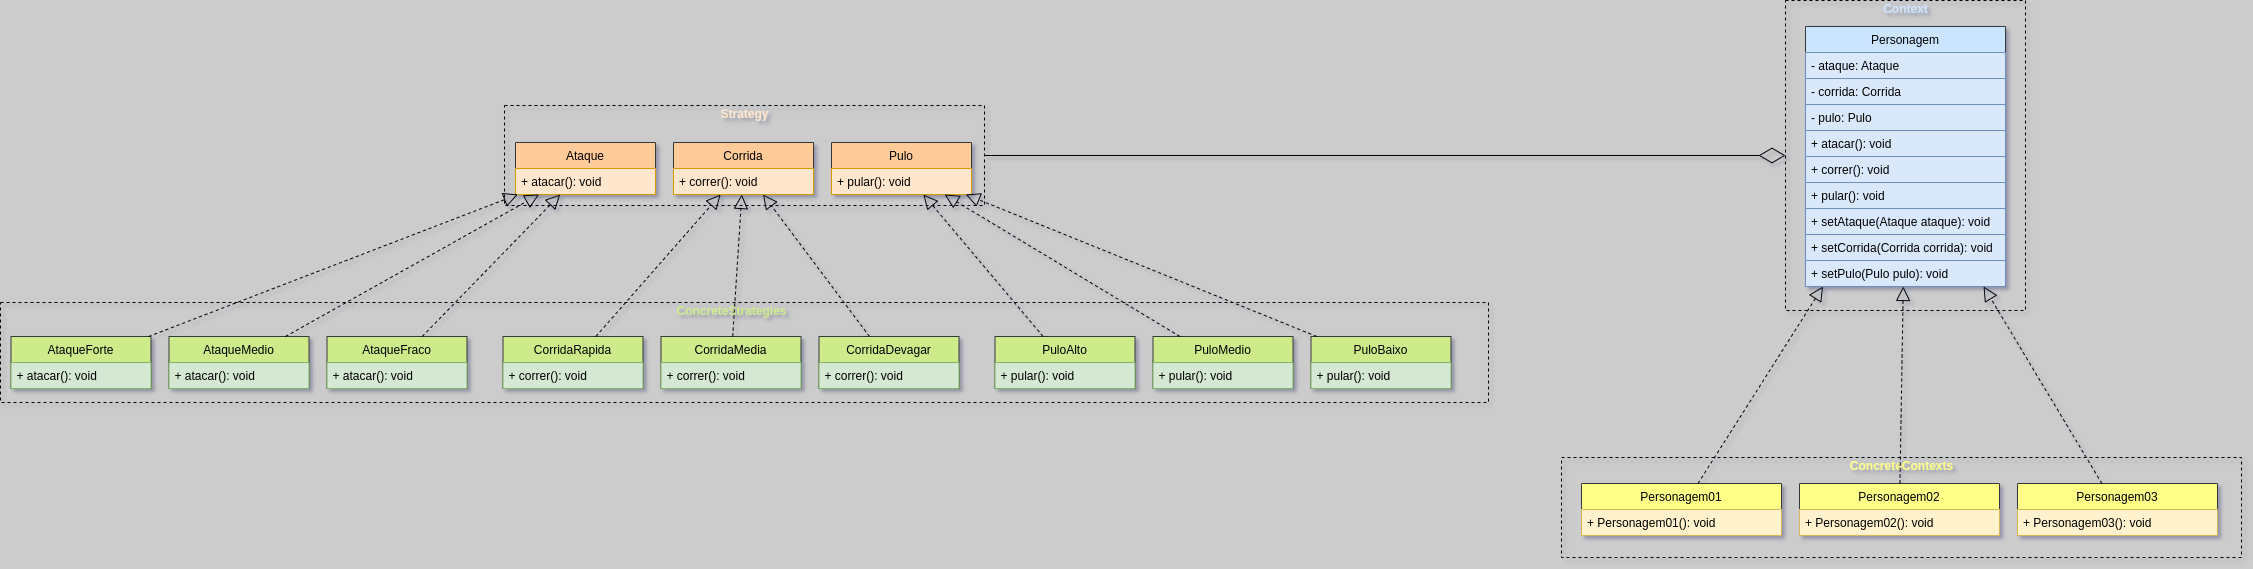 Context
Personagem
- ataque: Ataque
- corrida: Corrida
- pulo: Pulo
+ atacar(): void
+ correr(): void
+ pular(): void
+ setAtaque(Ataque ataque): void
+ setCorrida(Corrida corrida): void
+ setPulo(Pulo pulo): void
Strategy
Ataque
+ atacar(): void
Corrida
+ correr(): void
Pulo
+ pular(): void
ConcreteStrategies
AtaqueForte
+ atacar(): void
AtaqueMedio
+ atacar(): void
AtaqueFraco
+ atacar(): void
CorridaRapida
+ correr(): void
CorridaMedia
+ correr(): void
CorridaDevagar
+ correr(): void
PuloAlto
+ pular(): void
PuloMedio
+ pular(): void
PuloBaixo
+ pular(): void
ConcreteContexts
Personagem01
+ Personagem01(): void
Personagem02
+ Personagem02(): void
Personagem03
+ Personagem03(): void